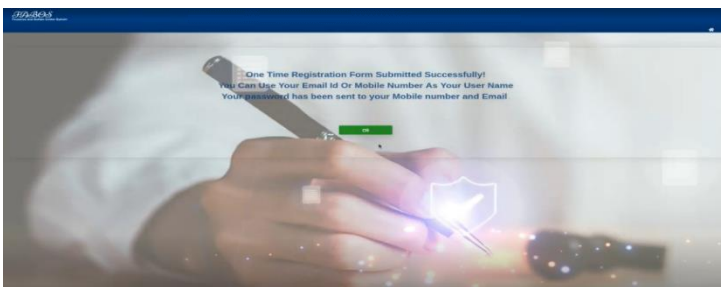 One Time Registration Form Submitted Successfully!
You Can Use Your Email Id Or Mobile Number As Your User Name
Your password has been sent to your Mobile number and Email